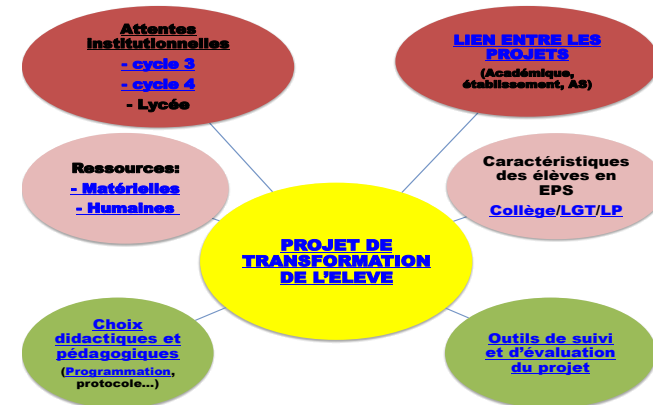 Attentes
institutionnelles
- cycle 3
- cycle 4
- Lycée
LIEN ENTRE LES
PROJETS
(Académique,
établissement, AS)
Ressources:
- Matérielles
- Humaines
Caractéristiques
des élèves en
EPS
Collège/LGT/LP
PROJET DE
TRANSFORMATION
DE L'ELEVE
Choix
didactiques et
pédagogiques
(Programmation,
protocole...)
Outils de suivi
et d'évaluation
du projet